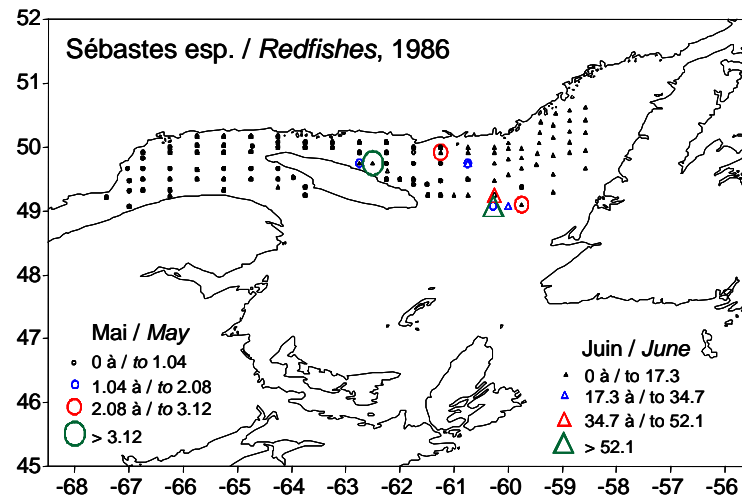 52
Sébastes esp. / Redfishes, 1986
51
50
49
48
47
Mai / May
0 à / to 1.04
1.04 à / to 2.08
2.08 à / to 3.12
> 3.12
Juin / June
0 à / to 17.3
17.3 à / to 34.7
34.7 à / to 52.1
> 52.1
46
45
-68 -67 -66 -65 -64 -63 -62 -61 -60 -59 -58 -57 -56